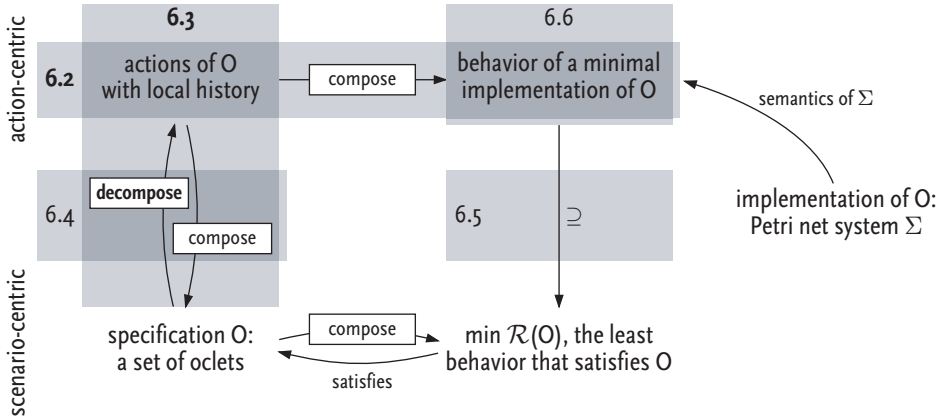 6.3
6.6
action-centric
6.2
actions of O
with local history
compose
behavior of a minimal
implementation of O
semantics of Σ
decompose
6.4
compose
6.5
⊇
implementation of O:
Petri net system Σ
scenario-centric
specification O:
a set of oclets
compose
satisfies
min R(O), the least
behavior that satisfies O